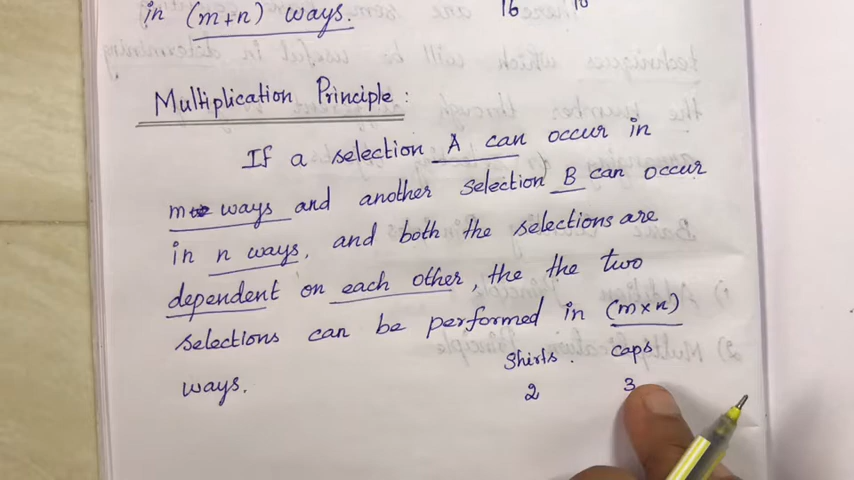 in (m+n) ways. 16 10
Multiplication Principle :
If a selection A can occur in
m ways and another selection B can occur
in n ways, and both the selections are
dependent on each other, the the two
selections can be performed in (m×n)
ways.
Shirts. caps
2 3